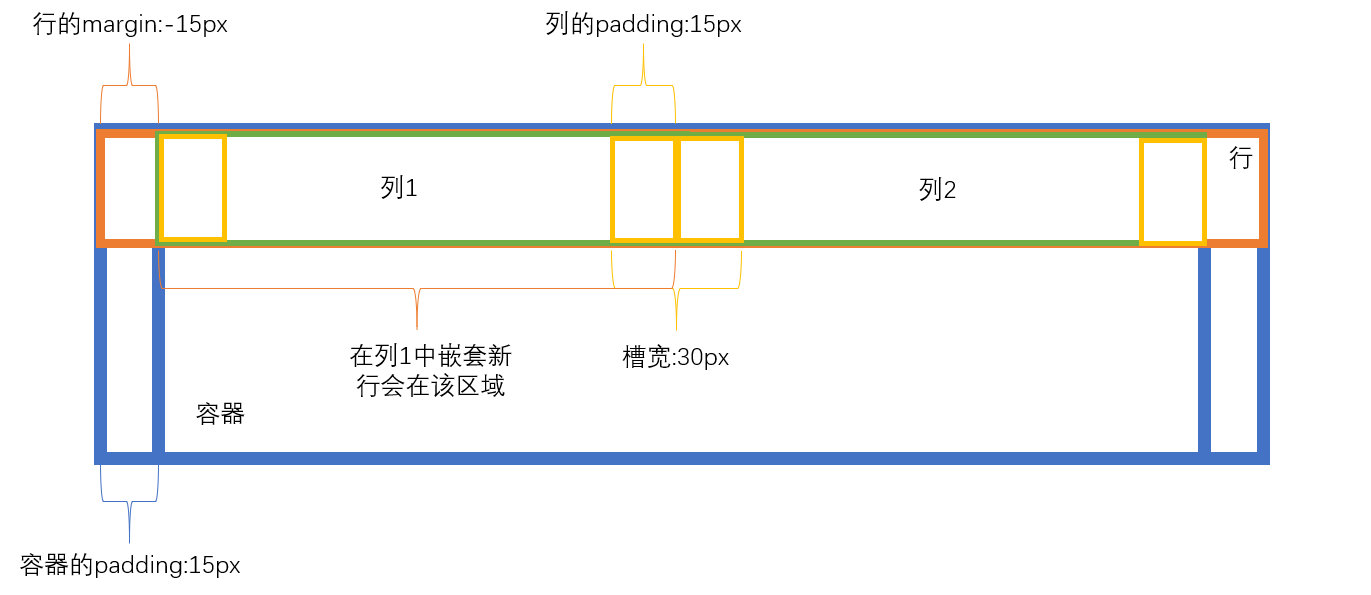 行的margin:-15px
列的padding:15px
行
列1
列2
在列1中嵌套新
行会在该区域
槽宽:30px
容器
容器的padding:15px